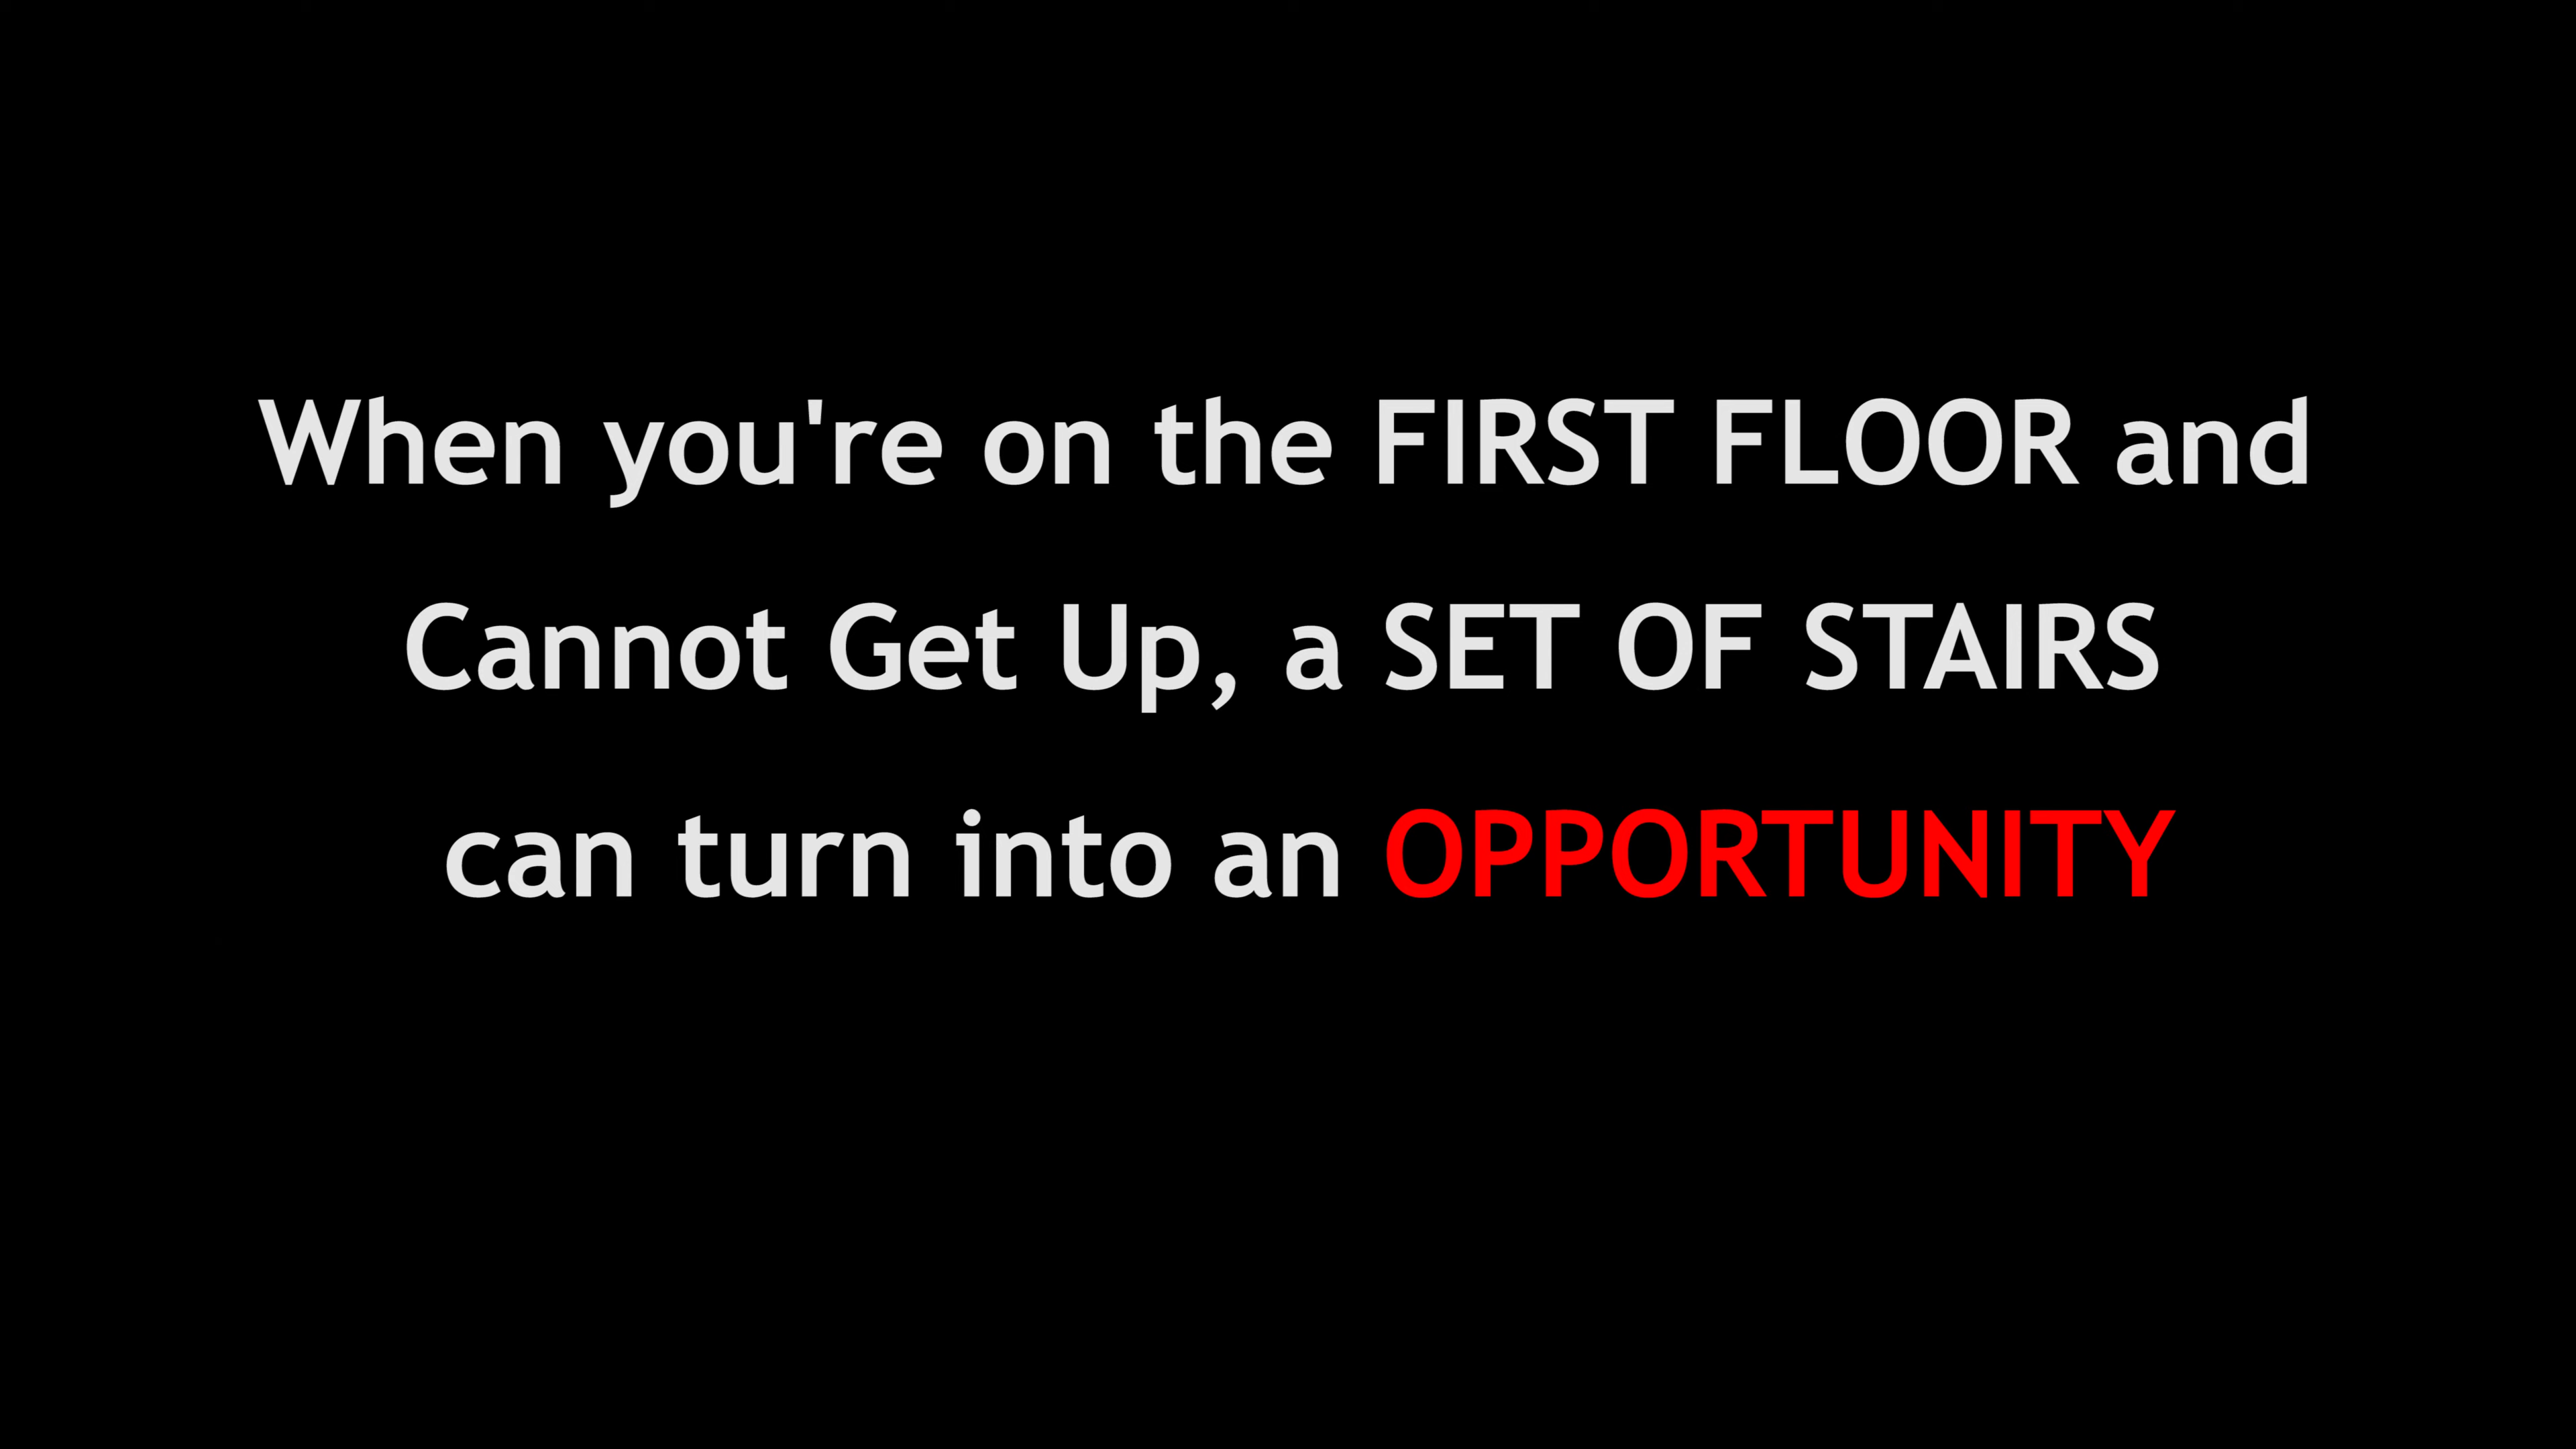 When you're on the FIRST FLOOR and
Cannot Get Up, a SET OF STAIRS
can turn into an OPPORTUNITY